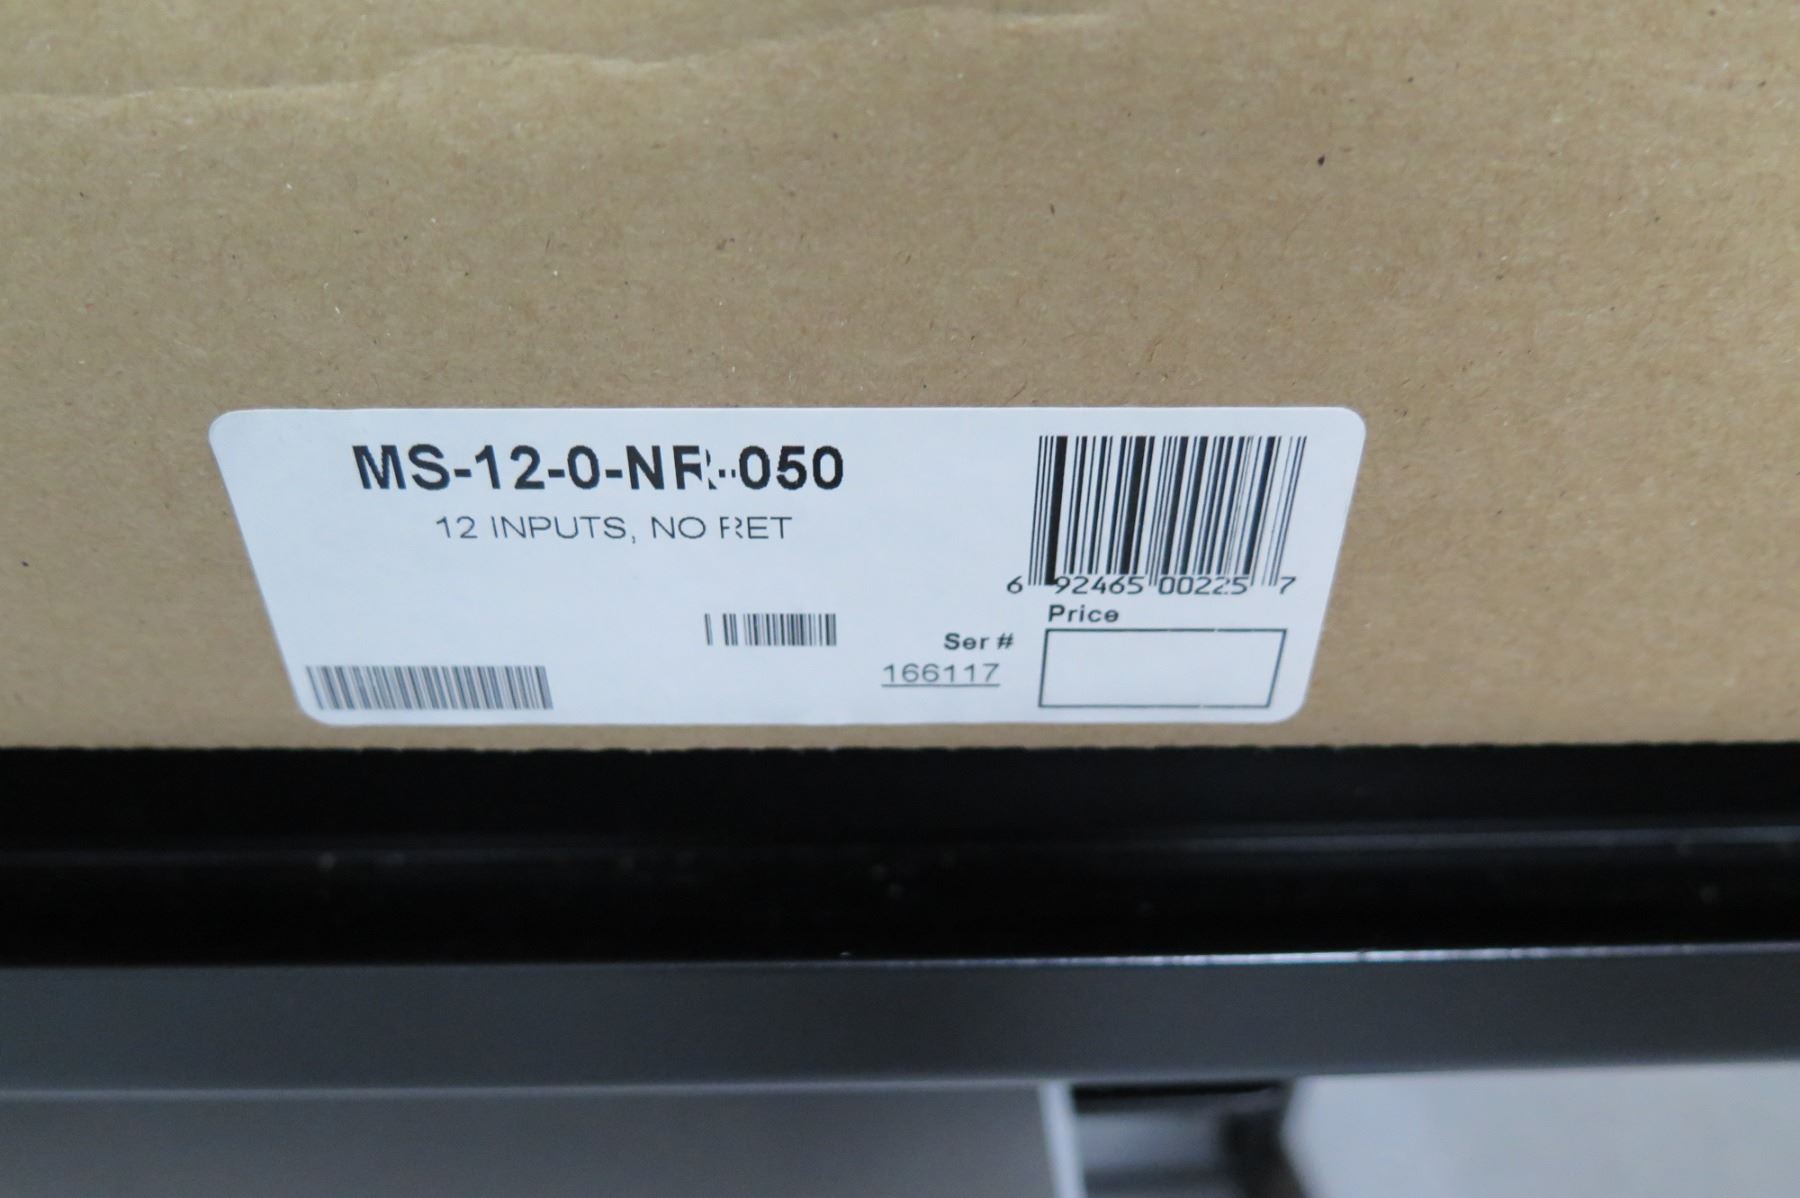 MS-12-0-NR-050
12 INPUTS, NO RET
6 92465 00225 7
Price
Ser #
166117